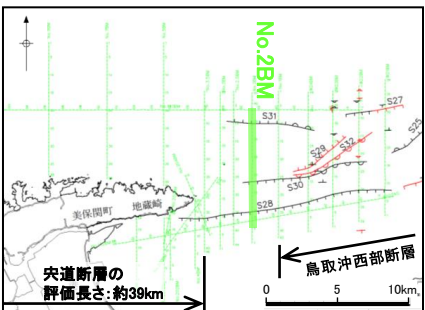 No.2BM
S27
S31
S29
S32
S25
S30
S28
美保関町
地蔵崎
鳥取沖西部断層
宍道断層の
評価長さ:約39km
0 5 10km